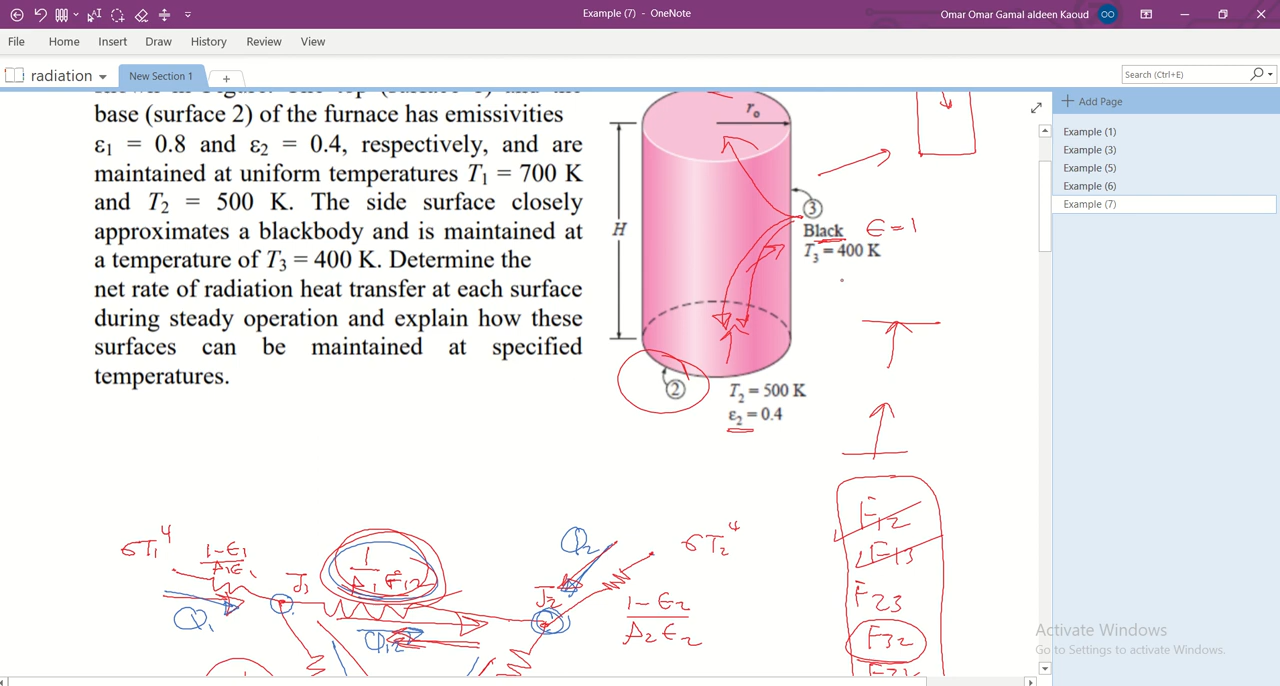 Example (7) - OneNote
Omar Omar Gamal aldeen Kaoud
OO
File Home Insert Draw History Review View
radiation
New Section 1
+
Search (Ctrl+E)
Add Page
Example (1)
Example (3)
Example (5)
Example (6)
Example (7)
base (surface 2) of the furnace has emissivities
ε1 = 0.8 and ε2 = 0.4, respectively, and are
maintained at uniform temperatures T1 = 700 K
and T2 = 500 K. The side surface closely
approximates a blackbody and is maintained at
a temperature of T3 = 400 K. Determine the
net rate of radiation heat transfer at each surface
during steady operation and explain how these
surfaces can be maintained at specified
temperatures.
ro
H
3
Black
T3 = 400 K
ϵ = 1
2
T2 = 500 K
ε2 = 0.4
F12
F13
F23
F32
σT1^4
1-ϵ1
A1ϵ1
Q1
1
A1 F12
Q12
Q2
J2
σT2^4
1-ϵ2
A2 ϵ2
Activate Windows
Go to Settings to activate Windows.